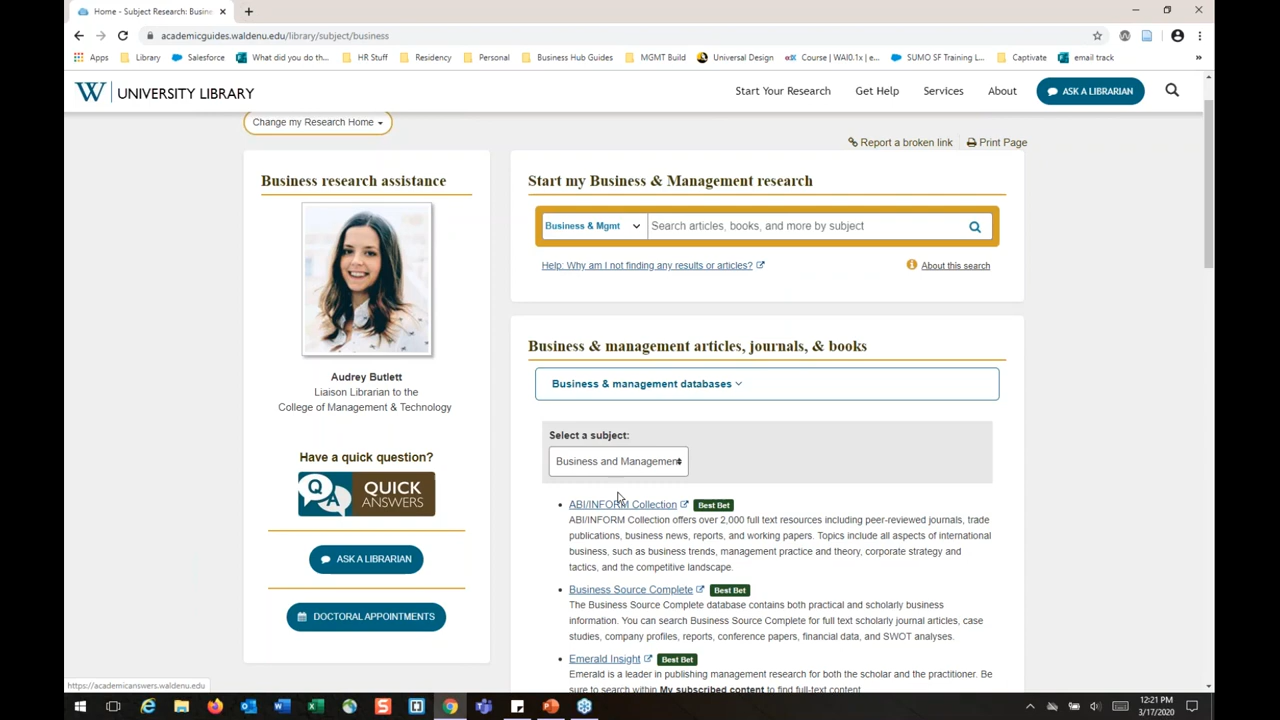 Home - Subject Research: Busine
academicguides.waldenu.edu/library/subject/business
Apps
Library
Salesforce
What did you do th...
HR Stuff
Residency
Personal
Business Hub Guides
MGMT Build
Universal Design
Course | WAI0.1x | e...
SUMO SF Training L...
Captivate
email track
W UNIVERSITY LIBRARY
Start Your Research
Get Help
Services
About
ASK A LIBRARIAN
Change my Research Home
Report a broken link
Print Page
Business research assistance
Audrey Butlett
Liaison Librarian to the
College of Management & Technology
Have a quick question?
Q A QUICK
ANSWERS
ASK A LIBRARIAN
DOCTORAL APPOINTMENTS
Start my Business & Management research
Business & Mgmt
Search articles, books, and more by subject
Help: Why am I not finding any results or articles?
About this search
Business & management articles, journals, & books
Business & management databases
Select a subject:
Business and Managemen
• ABI/INFORM Collection Best Bet
ABI/INFORM Collection offers over 2,000 full text resources including peer-reviewed journals, trade
publications, business news, reports, and working papers. Topics include all aspects of international
business, such as business trends, management practice and theory, corporate strategy and
tactics, and the competitive landscape.
• Business Source Complete Best Bet
The Business Source Complete database contains both practical and scholarly business
information. You can search Business Source Complete for full text scholarly journal articles, case
studies, company profiles, reports, conference papers, financial data, and SWOT analyses.
• Emerald Insight Best Bet
Emerald is a leader in publishing management research for both the scholar and the practitioner. Be
sure to search within My subscribed content to find full-text content.
https://academicanswers.waldenu.edu
12:21 PM
3/17/2020